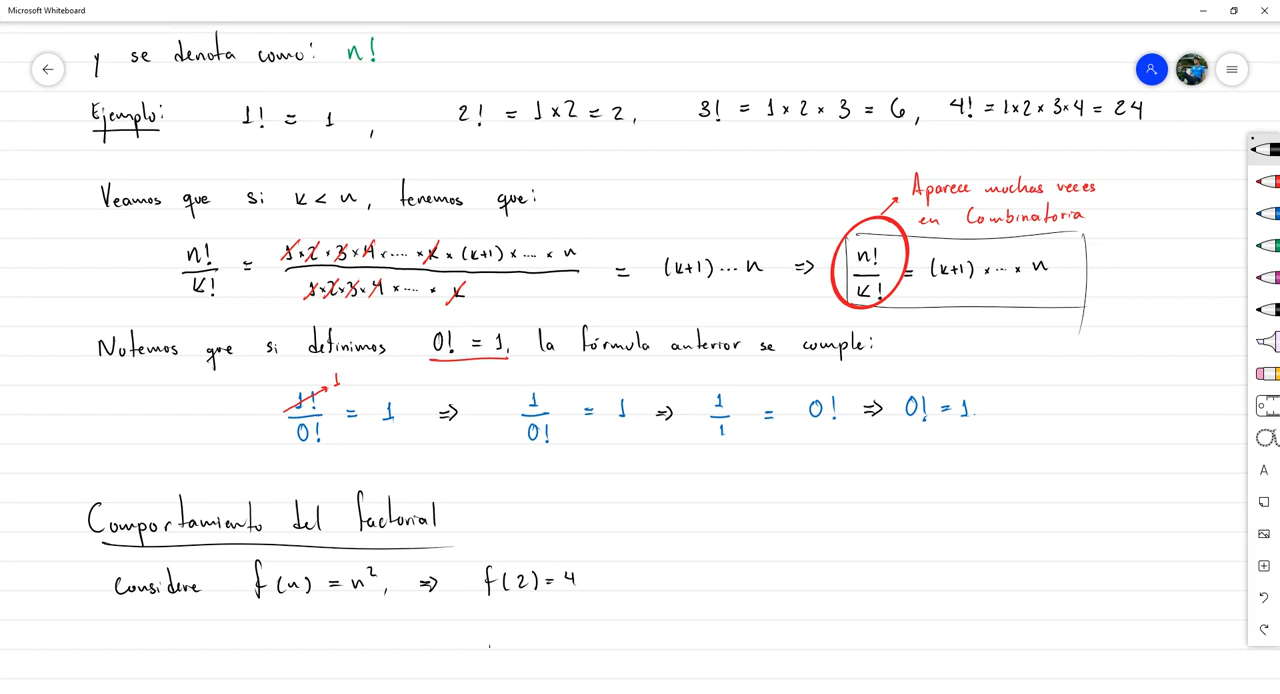 Microsoft Whiteboard
y se denota como: n!
Ejemplo: 1! = 1, 2! = 1×2 = 2, 3! = 1×2×3 = 6, 4! = 1×2×3×4 = 24
Veamos que si k < n, tenemos que:
Aparece muchas veces
en Combinatoria
n!/k! = 1×2×3×4×....×k×(k+1)×...×n / 1×2×3×4×....×k = (k+1)...n ⇒ n!/k! = (k+1)×...×n
Notemos que si definimos 0! = 1, la fórmula anterior se cumple:
1!/0! = 1 ⇒ 1/0! = 1 ⇒ 1/1 = 0! ⇒ 0! = 1.
1
Comportamiento del factorial
Considere f(n) = n², ⇒ f(2) = 4
A